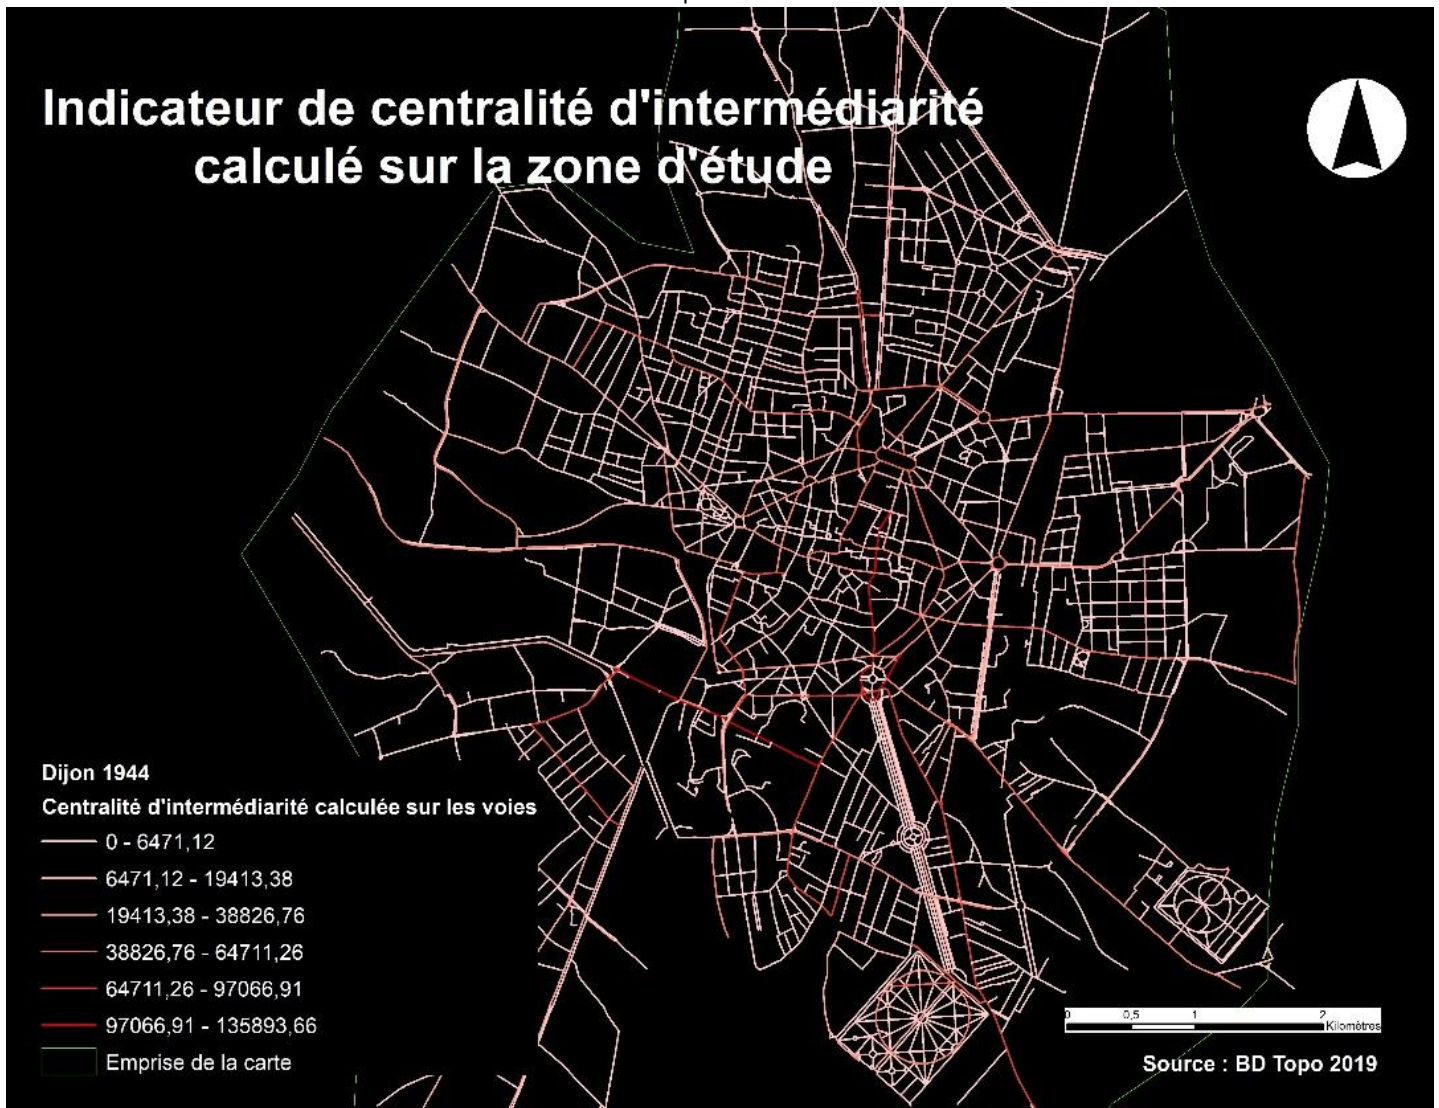 Indicateur de centralité d'intermédiarité
calculé sur la zone d'étude
Dijon 1944
Centralité d'intermédiarité calculée sur les voies
0 - 6471,12
6471,12 - 19413,38
19413,38 - 38826,76
38826,76 - 64711,26
64711,26 - 97066,91
97066,91 - 135893,66
Emprise de la carte
0 0,5 1 2
Kilomètres
Source : BD Topo 2019